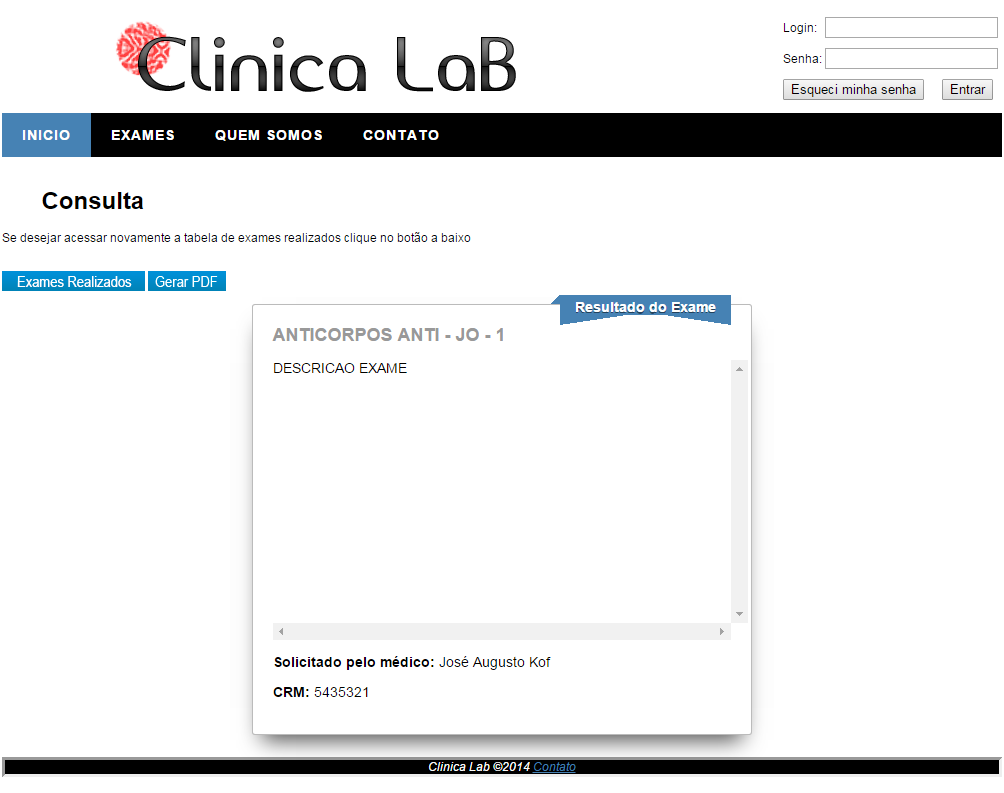 Clinica LaB
Login:
Senha:
Esqueci minha senha Entrar
INICIO EXAMES QUEM SOMOS CONTATO
Consulta
Se desejar acessar novamente a tabela de exames realizados clique no botão a baixo
Exames Realizados Gerar PDF
Resultado do Exame
ANTICORPOS ANTI - JO - 1
DESCRICAO EXAME
Solicitado pelo médico: José Augusto Kof
CRM: 5435321
Clinica Lab ©2014 Contato